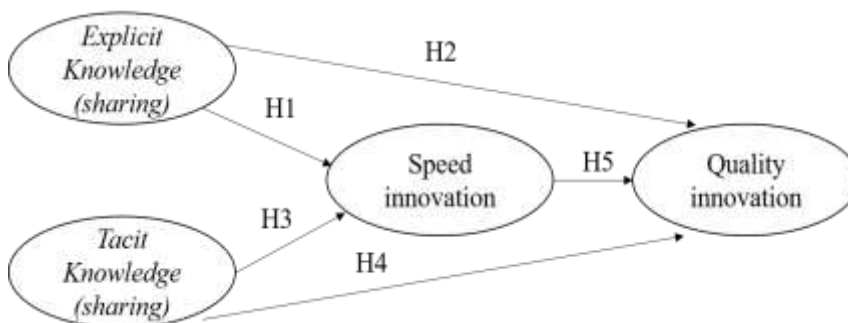 Explicit
Knowledge
(sharing)
H2
H1
Speed
innovation
H5
Quality
innovation
H3
Tacit
Knowledge
(sharing)
H4